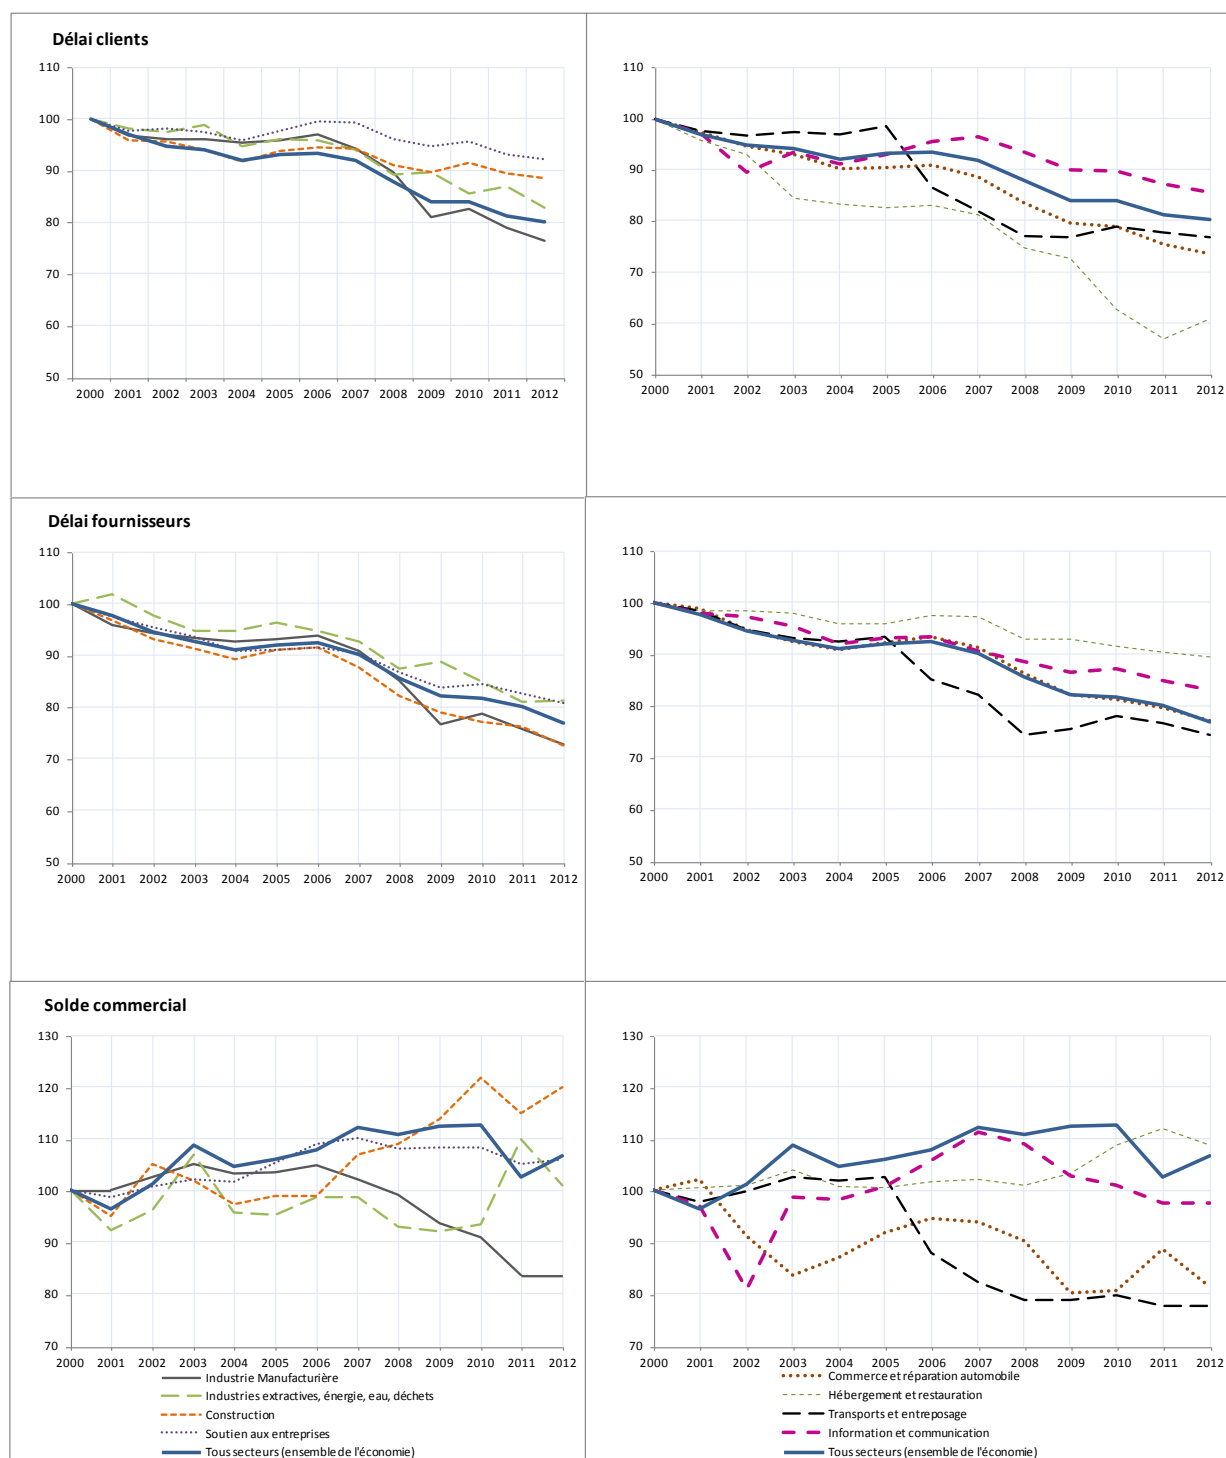 Délai clients
110
100
90
80
70
60
50
2000 2001 2002 2003 2004 2005 2006 2007 2008 2009 2010 2011 2012
110
100
90
80
70
60
50
2000 2001 2002 2003 2004 2005 2006 2007 2008 2009 2010 2011 2012
Délai fournisseurs
110
100
90
80
70
60
50
2000 2001 2002 2003 2004 2005 2006 2007 2008 2009 2010 2011 2012
110
100
90
80
70
60
50
2000 2001 2002 2003 2004 2005 2006 2007 2008 2009 2010 2011 2012
Solde commercial
130
120
110
100
90
80
70
2000 2001 2002 2003 2004 2005 2006 2007 2008 2009 2010 2011 2012
Industrie Manufacturière
Industries extractives, énergie, eau, déchets
Construction
Soutien aux entreprises
Tous secteurs (ensemble de l'économie)
130
120
110
100
90
80
70
2000 2001 2002 2003 2004 2005 2006 2007 2008 2009 2010 2011 2012
Commerce et réparation automobile
Hébergement et restauration
Transports et entreposage
Information et communication
Tous secteurs (ensemble de l'économie)